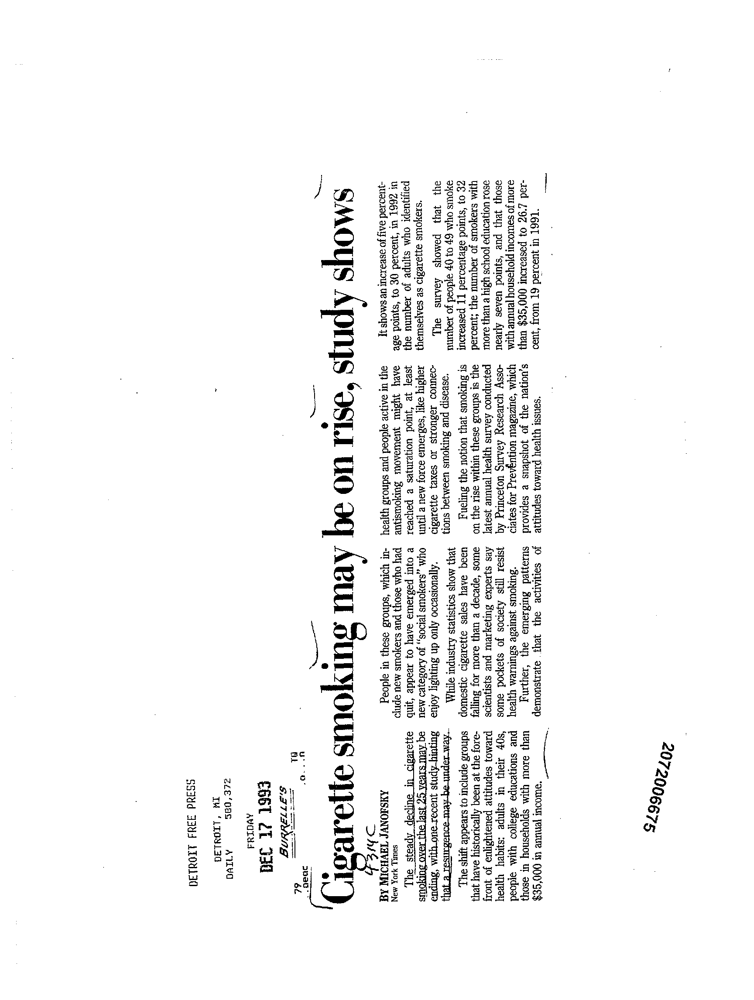 DETROIT FREE PRESS
DETROIT, MI
DAILY 580,372
FRIDAY
DEC 17 1993
BURRELLE'S
79 TQ
Cigarette smoking may be on rise, study shows
4314C
BY MICHAEL JANOFSKY
New York Times
The steady decline in cigarette
smoking over the last 25 years may be
ending, with one recent study hinting
that a resurgence may be under way.
The shift appears to include groups
that have historically been at the fore-
front of enlightened attitudes toward
health habits: adults in their 40s,
people with college educations and
those in households with more than
$35,000 in annual income.
People in these groups, which in-
clude new smokers and those who had
quit, appear to have emerged into a
new category of "social smokers" who
enjoy lighting up only occasionally.
While industry statistics show that
domestic cigarette sales have been
falling for more than a decade, some
scientists and marketing experts say
some pockets of society still resist
health warnings against smoking.
Further, the emerging patterns
demonstrate that the activities of
health groups and people active in the
antismoking movement might have
reached a saturation point, at least
until a new force emerges, like higher
cigarette taxes or stronger connec-
tions between smoking and disease.
Fueling the notion that smoking is
on the rise within these groups is the
latest annual health survey conducted
by Princeton Survey Research Asso-
ciates for Prevention magazine, which
provides a snapshot of the nation's
attitudes toward health issues.
It shows an increase of five percent-
age points, to 30 percent, in 1992 in
the number of adults who identified
themselves as cigarette smokers.
The survey showed that the
number of people 40 to 49 who smoke
increased 11 percentage points, to 32
percent; the number of smokers with
more than a high school education rose
nearly seven points, and that those
with annual household incomes of more
than $35,000 increased to 26.7 per-
cent, from 19 percent in 1991.
2072006675